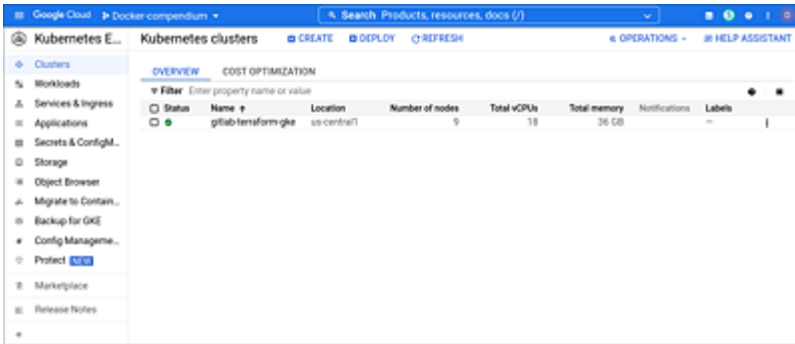 Google Cloud Docker-compendium Search Products, resources, docs (/)
Kubernetes E... Kubernetes clusters CREATE DEPLOY REFRESH OPERATIONS HELP ASSISTANT
Clusters
OVERVIEW COST OPTIMIZATION
Workloads
Filter Enter property name or value
Services & Ingress
Status Name Location Number of nodes Total vCPUs Total memory Notifications Labels
Applications
gitlab-terraform-gke us-central1 9 18 36 GB —
Secrets & ConfigM...
Storage
Object Browser
Migrate to Contain...
Backup for GKE
Config Manageme...
Protect NEW
Marketplace
Release Notes